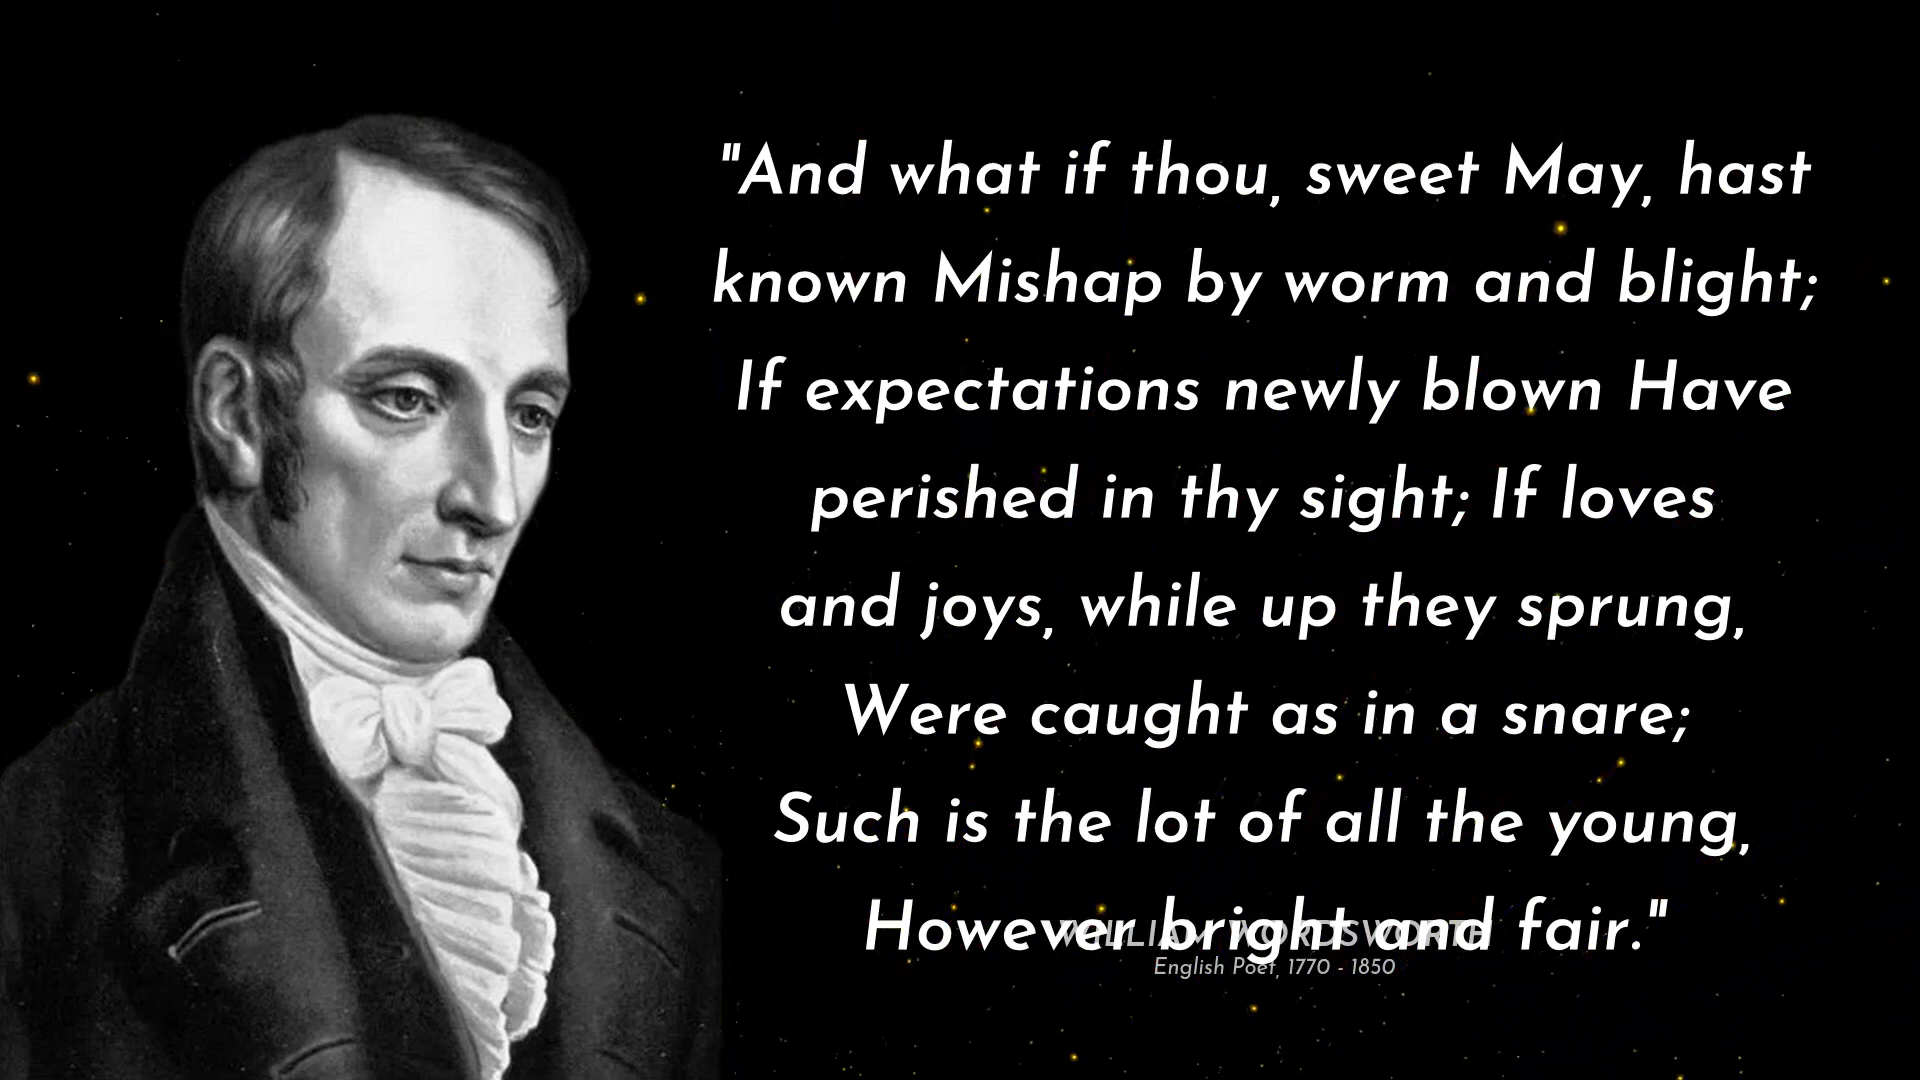 "And what if thou, sweet May, hast
known Mishap by worm and blight;
If expectations newly blown Have
perished in thy sight; If loves
and joys, while up they sprung,
Were caught as in a snare;
Such is the lot of all the young,
However bright and fair."
WILLIAM WORDSWORTH
English Poet, 1770 - 1850